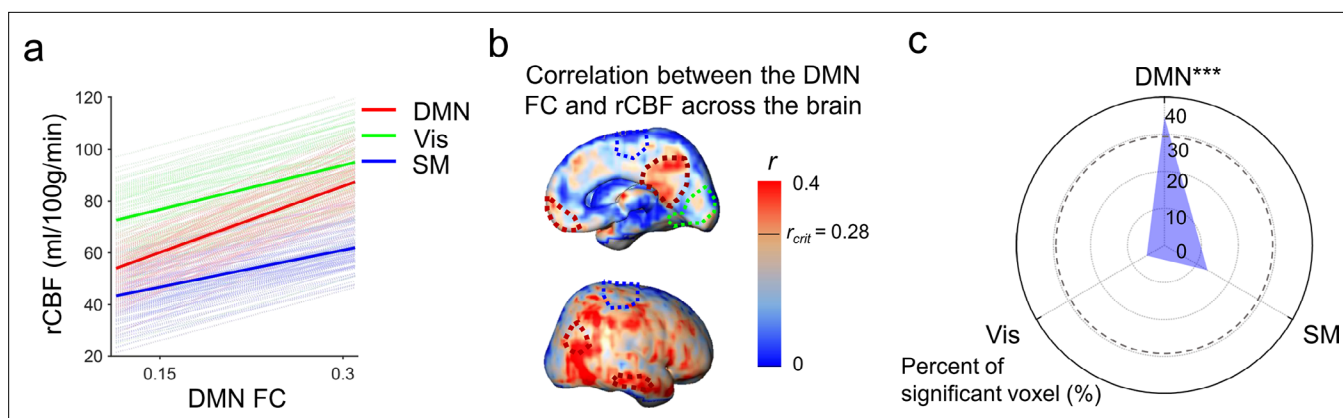 a
rCBF (ml/100g/min)
120
100
80
60
40
20
0.15
0.3
DMN FC
DMN
Vis
SM
b
Correlation between the DMN
FC and rCBF across the brain
r
0.4
rcrit = 0.28
0
c
DMN***
40
30
20
10
0
Vis
SM
Percent of
significant voxel (%)